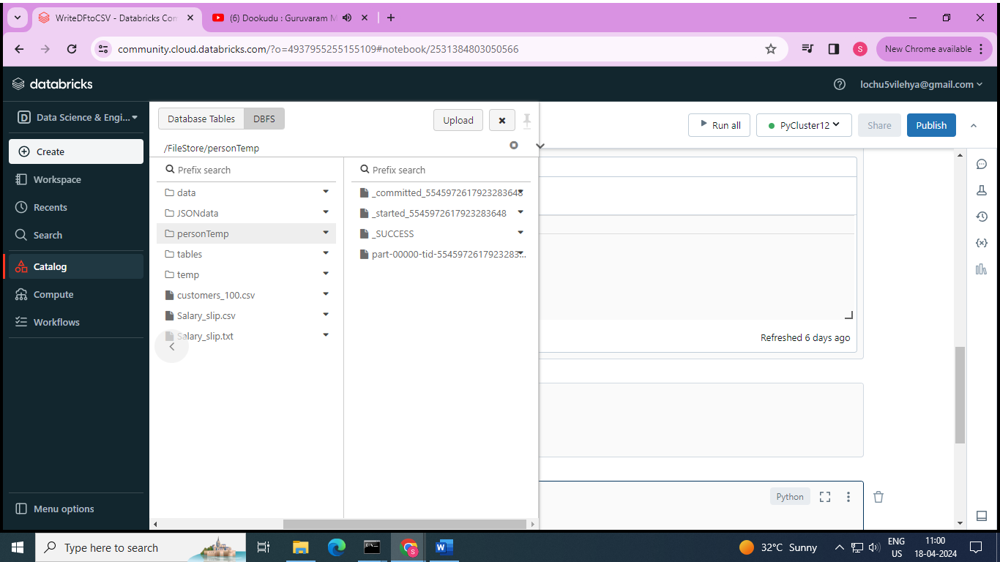 WriteDFtoCSV - Databricks Com
(6) Dookudu : Guruvaram M
community.cloud.databricks.com/?o=4937955255155109#notebook/2531384803050566
S
New Chrome available
databricks
lochu5vilehya@gmail.com
D
Data Science & Engi...
Database Tables
DBFS
Upload
Run all
PyCluster12
Share
Publish
/FileStore/personTemp
Create
Workspace
Recents
Search
Catalog
Compute
Workflows
Menu options
Prefix search
data
JSONdata
personTemp
tables
temp
customers_100.csv
Salary_slip.csv
Salary_slip.txt
Prefix search
_committed_5545972617923283648
_started_5545972617923283648
_SUCCESS
part-00000-tid-5545972617923283...
Refreshed 6 days ago
Python
Type here to search
S
32°C Sunny
ENG
US
11:00
18-04-2024